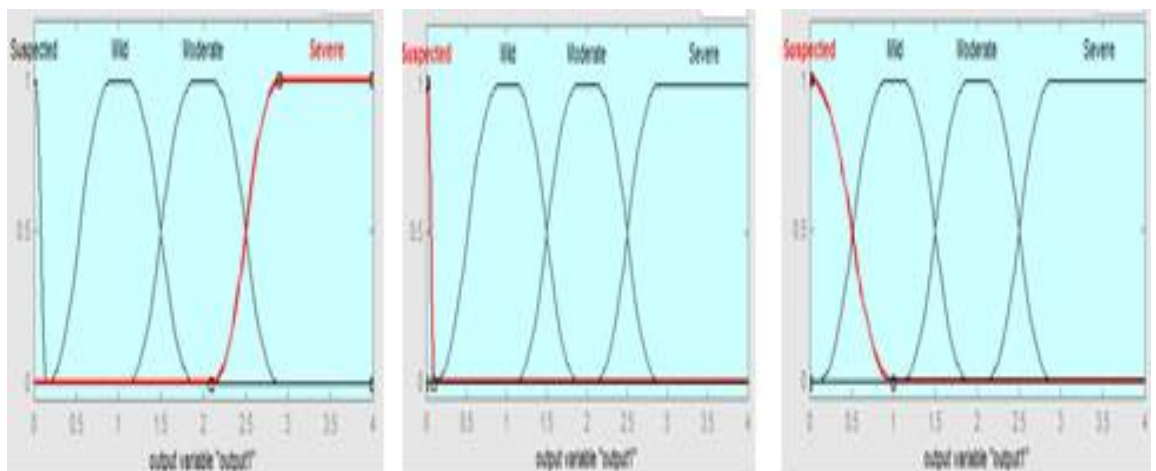 Suspected Mild Moderate Severe
1
0.5
0
0 0.5 1 1.5 2 2.5 3 3.5 4
output variable "output1"
Suspected Mild Moderate Severe
1
0.5
0
0 0.5 1 1.5 2 2.5 3 3.5 4
output variable "output1"
Suspected Mild Moderate Severe
1
0.5
0
0 0.5 1 1.5 2 2.5 3 3.5 4
output variable "output1"